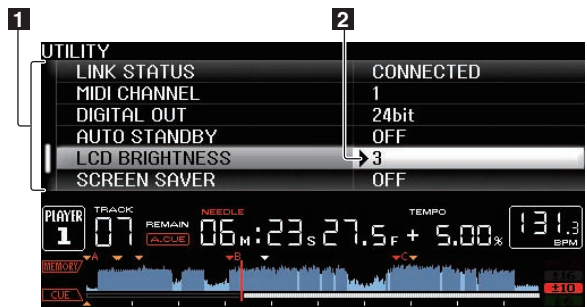 1 2
UTILITY
LINK STATUS CONNECTED
MIDI CHANNEL 1
DIGITAL OUT 24bit
AUTO STANDBY OFF
LCD BRIGHTNESS 3
SCREEN SAVER OFF
PLAYER 1 TRACK 07 REMAIN A.CUE NEEDLE 06M:23S27.5F TEMPO + 5.00% 131.3 BPM
MEMORY A B C
CUE ±10